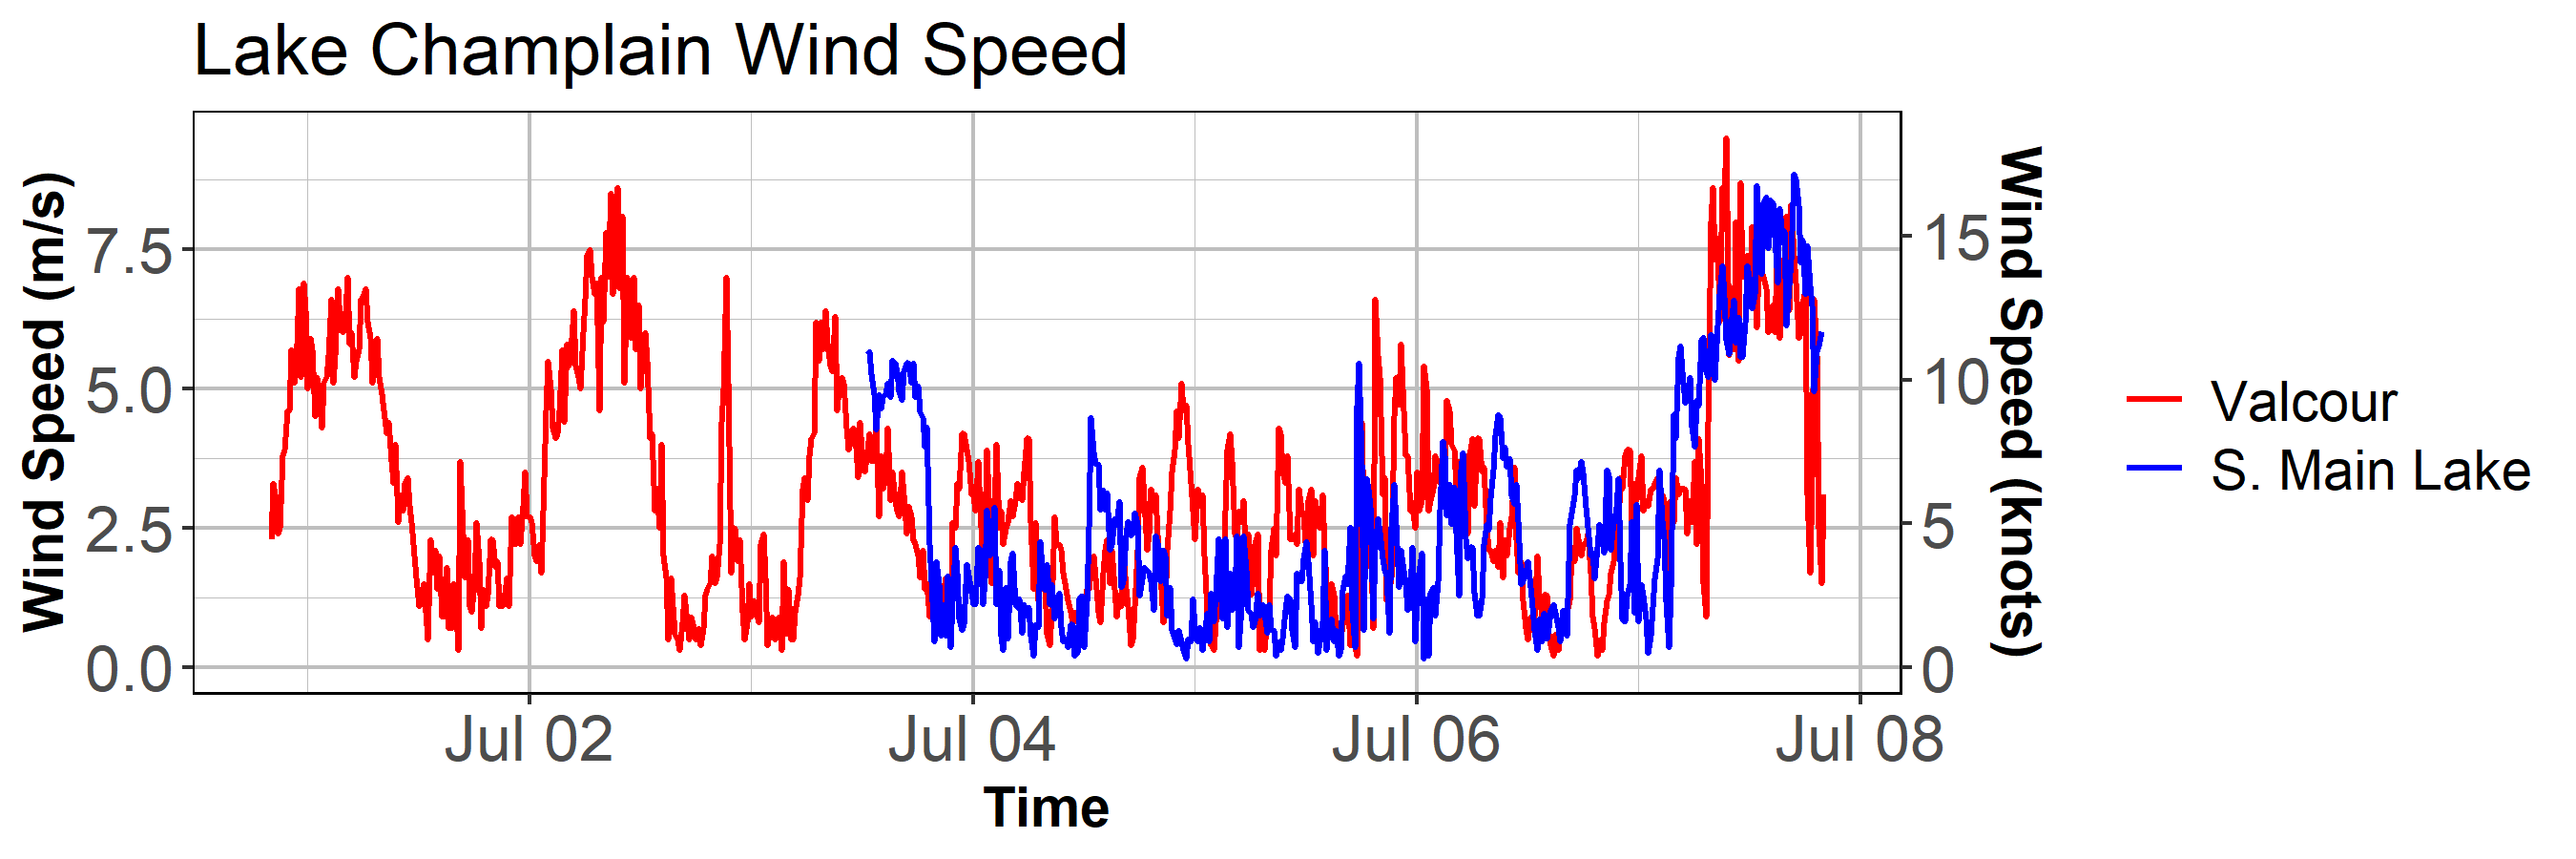 Lake Champlain Wind Speed
Wind Speed (m/s)
7.5
5.0
2.5
0.0
15
10
5
0
Wind Speed (knots)
Jul 02
Jul 04
Jul 06
Jul 08
Time
Valcour
S. Main Lake